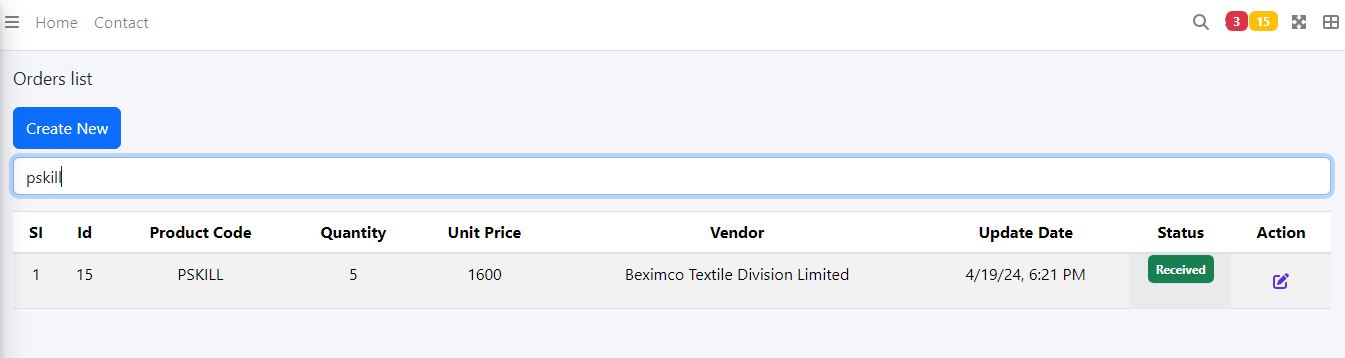 Home Contact 3 15
Orders list
Create New
pskill
Sl Id Product Code Quantity Unit Price Vendor Update Date Status Action
1 15 PSKILL 5 1600 Beximco Textile Division Limited 4/19/24, 6:21 PM Received